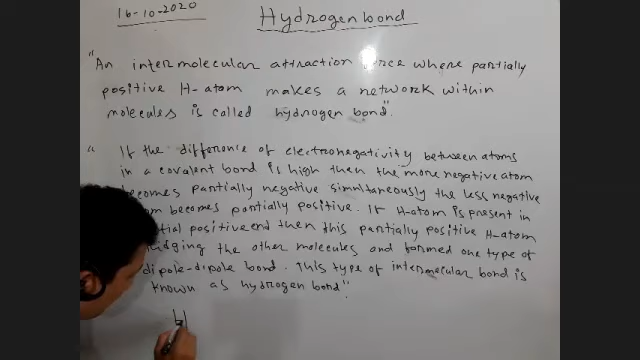 16-10-2020
Hydrogen bond
"An intermolecular attraction force where partially
positive H-atom makes a network within
molecules is called hydrogen bond"
"If the difference of electronegativity between atoms
in a covalent bond is high then the more negative atom
becomes partially negative simultaneously the less negative
becomes partially positive. If H-atom is present in
positive end then this partially positive H-atom
the other molecules and formed one type of
dipole-dipole bond. This type of intermolecular bond is
known as hydrogen bond"
H